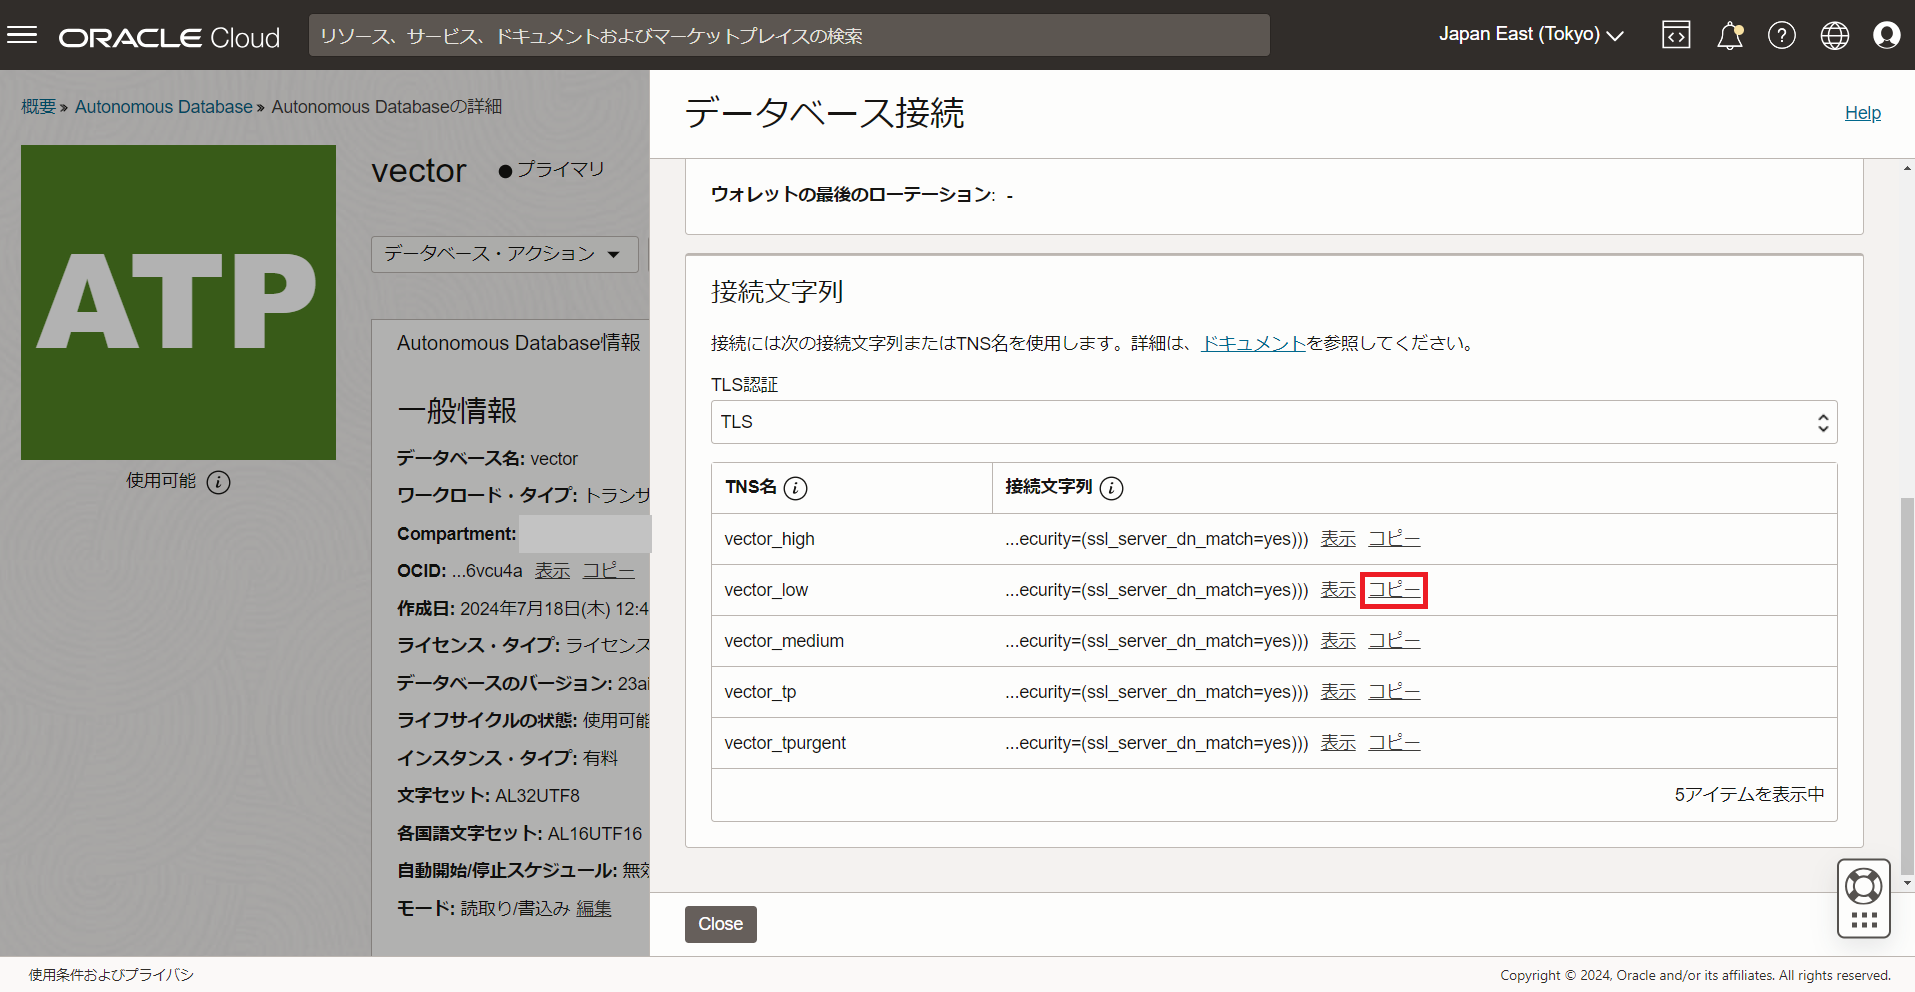 ORACLE Cloud
リソース、サービス、ドキュメントおよびマーケットプレイスの検索
Japan East (Tokyo)
概要 » Autonomous Database » Autonomous Databaseの詳細
ATP
使用可能
vector ●プライマリ
データベース・アクション
Autonomous Database情報
一般情報
データベース名: vector
ワークロード・タイプ: トランサ
Compartment:
OCID: ...6vcu4a 表示 コピー
作成日: 2024年7月18日(木) 12:4
ライセンス・タイプ: ライセンス
データベースのバージョン: 23ai
ライフサイクルの状態: 使用可能
インスタンス・タイプ: 有料
文字セット: AL32UTF8
各国語文字セット: AL16UTF16
自動開始/停止スケジュール: 無効
モード: 読取り/書込み 編集
データベース接続
Help
ウォレットの最後のローテーション: -
接続文字列
接続には次の接続文字列またはTNS名を使用します。詳細は、ドキュメントを参照してください。
TLS認証
TLS
TNS名 接続文字列
vector_high ...ecurity=(ssl_server_dn_match=yes))) 表示 コピー
vector_low ...ecurity=(ssl_server_dn_match=yes))) 表示 コピー
vector_medium ...ecurity=(ssl_server_dn_match=yes))) 表示 コピー
vector_tp ...ecurity=(ssl_server_dn_match=yes))) 表示 コピー
vector_tpurgent ...ecurity=(ssl_server_dn_match=yes))) 表示 コピー
5アイテムを表示中
Close
使用条件およびプライバシ
Copyright © 2024, Oracle and/or its affiliates. All rights reserved.